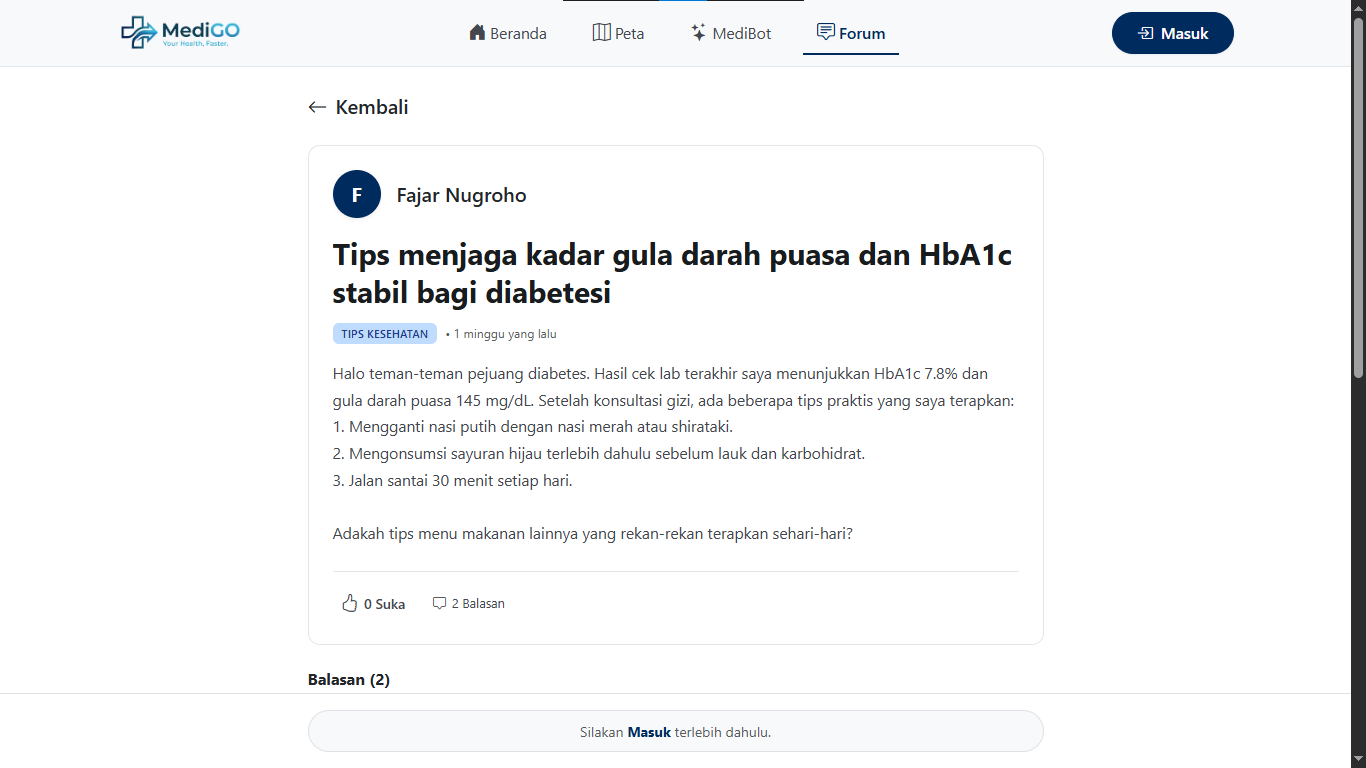 MediGO
Your Health, Faster.
Beranda
Peta
MediBot
Forum
Masuk
Kembali
F
Fajar Nugroho
Tips menjaga kadar gula darah puasa dan HbA1c
stabil bagi diabetesi
TIPS KESEHATAN • 1 minggu yang lalu
Halo teman-teman pejuang diabetes. Hasil cek lab terakhir saya menunjukkan HbA1c 7.8% dan
gula darah puasa 145 mg/dL. Setelah konsultasi gizi, ada beberapa tips praktis yang saya terapkan:
1. Mengganti nasi putih dengan nasi merah atau shirataki.
2. Mengonsumsi sayuran hijau terlebih dahulu sebelum lauk dan karbohidrat.
3. Jalan santai 30 menit setiap hari.
Adakah tips menu makanan lainnya yang rekan-rekan terapkan sehari-hari?
0 Suka
2 Balasan
Balasan (2)
Silakan Masuk terlebih dahulu.